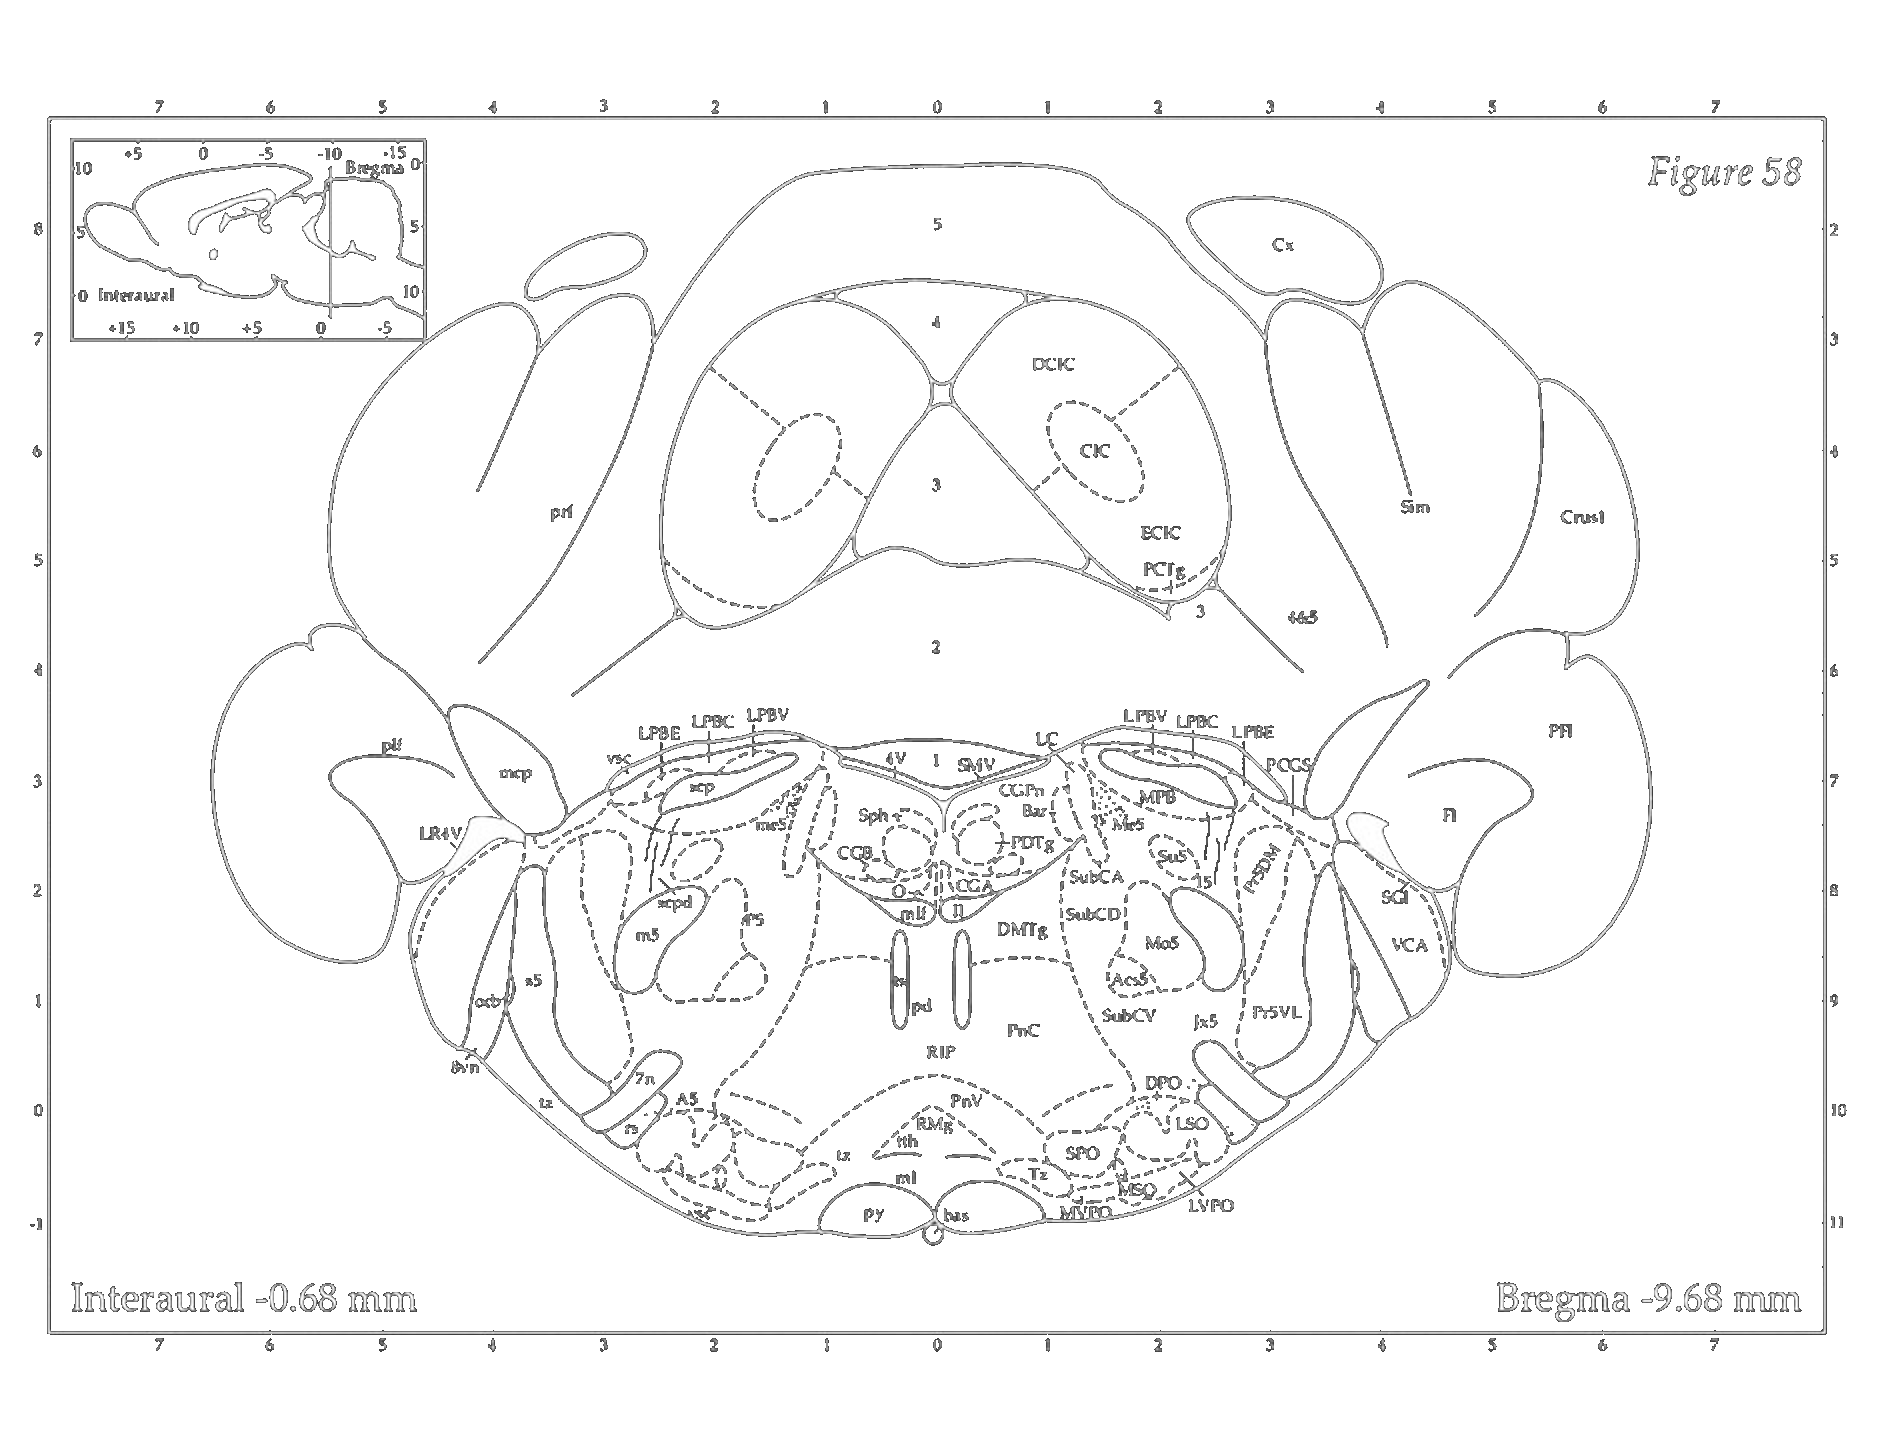 7 6 5 4 3 2 1 0 1 2 3 4 5 6 7
+5 0 -5 -10 -15
10 Bregma 0
Figure 58
5
5
8 5 Cx 2
0 Interaural 10
+15 +10 +5 0 -5
4
7 3
DCIC
6 CIC 4
3
prf Sim Crus1
ECIC
5 PCTg 5
3 4&5
2
4 6
LPBE LPBC LPBV LPBV LPBC LPBE
plf LC PFl
vsc 4V 1 SMV PCGS
3 mcp 7
scp CGPn MPB
Sph Bar Fl
LR4V me5 Me5
PDTg
CGB Su5 Pr5DM
2 CGA SubCA I5 8
O SGl
scpd mlf SubCD
m5 P5 DMTg Mo5 VCA
s5 Acs5
1 ocb ts 9
pd SubCV Pr5VL
PnC Jx5
RIP
8vn 7n DPO
0 tz A5 PnV 10
rs RMg LSO
tth SPO
tz
ml Tz
MSO
LVPO
-1 py bas MVPO 11
Interaural -0.68 mm Bregma -9.68 mm
7 6 5 4 3 2 1 0 1 2 3 4 5 6 7